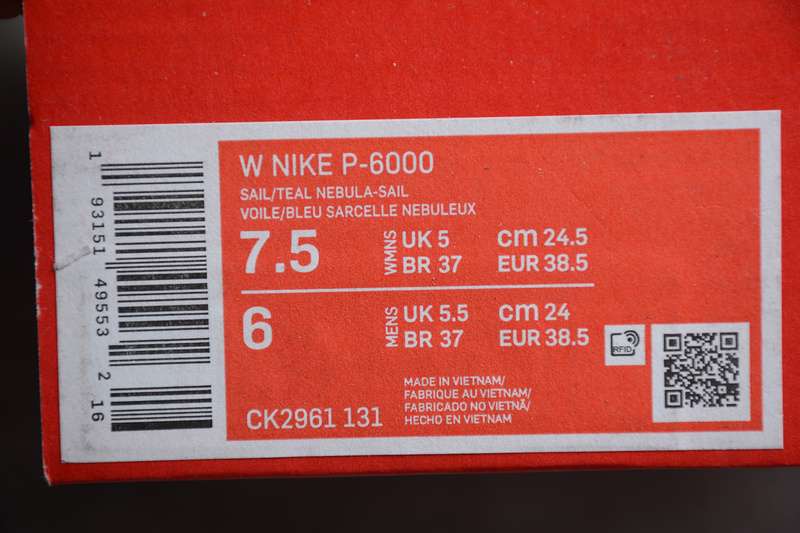 W NIKE P-6000
SAIL/TEAL NEBULA-SAIL
VOILE/BLEU SARCELLE NEBULEUX
7.5 WMNS UK 5 cm 24.5
BR 37 EUR 38.5
6 MENS UK 5.5 cm 24
BR 37 EUR 38.5
RFID
MADE IN VIETNAM/
FABRIQUE AU VIETNAM/
FABRICADO NO VIETNÃ/
HECHO EN VIETNAM
CK2961 131
1 93151 49553 2 16